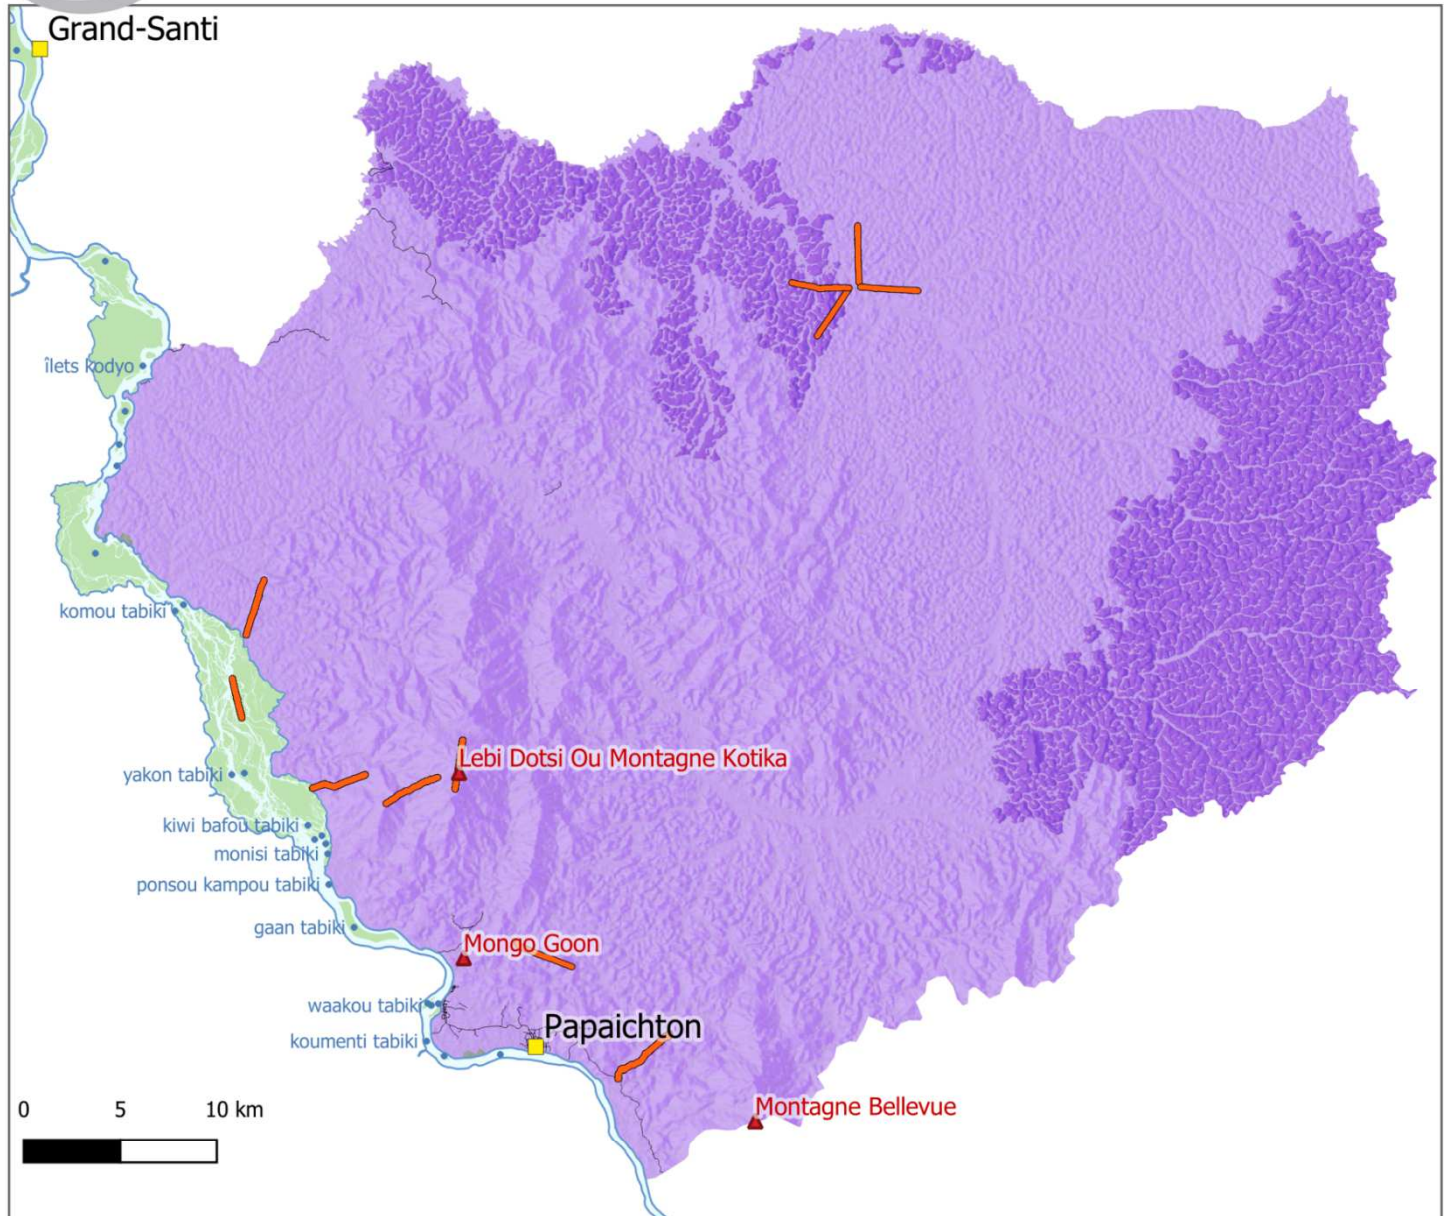 Grand-Santi
îlets kodyo
komou tabiki
Lebi Dotsi Ou Montagne Kotika
yakon tabiki
kiwi bafou tabiki
monisi tabiki
ponsou kampou tabiki
gaan tabiki
Mongo Goon
waakou tabiki
Papaichton
koumenti tabiki
Montagne Bellevue
0 5 10 km